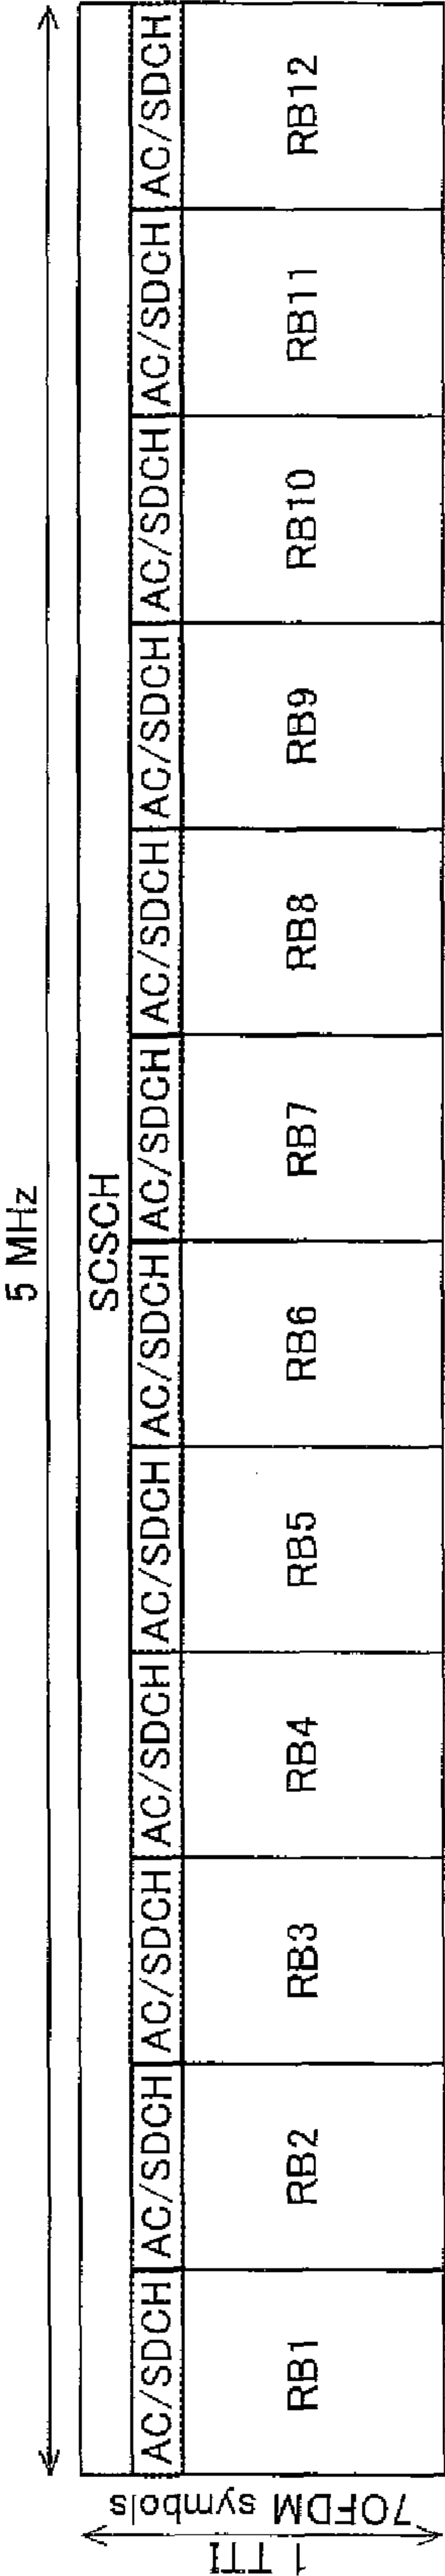 5 MHz
SCSCH
AC/SDCH AC/SDCH AC/SDCH AC/SDCH AC/SDCH AC/SDCH AC/SDCH AC/SDCH AC/SDCH AC/SDCH AC/SDCH AC/SDCH
RB1 RB2 RB3 RB4 RB5 RB6 RB7 RB8 RB9 RB10 RB11 RB12
1 TTI
7OFDM symbols